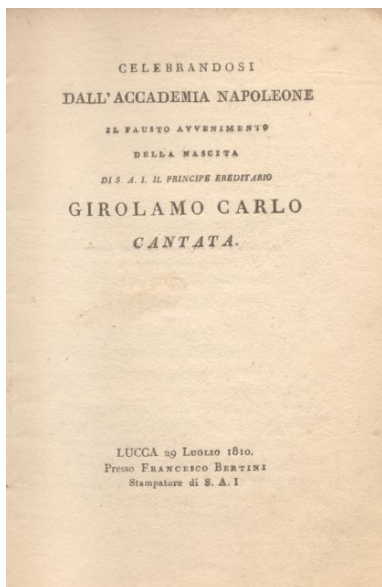 CELEBRANDOSI
DALL'ACCADEMIA NAPOLEONE
IL FAUSTO AVVENIMENTO
DELLA NASCITA
DI S. A. I. IL PRINCIPE EREDITARIO
GIROLAMO CARLO
CANTATA.
LUCCA 29 LUGLIO 1810.
Presso FRANCESCO BERTINI
Stampatore di S. A. I